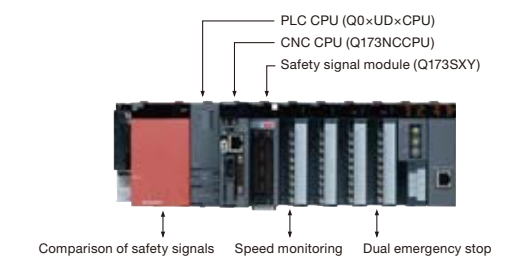 PLC CPU (Q0×UD×CPU)
CNC CPU (Q173NCCPU)
Safety signal module (Q173SXY)
Comparison of safety signals
Speed monitoring
Dual emergency stop